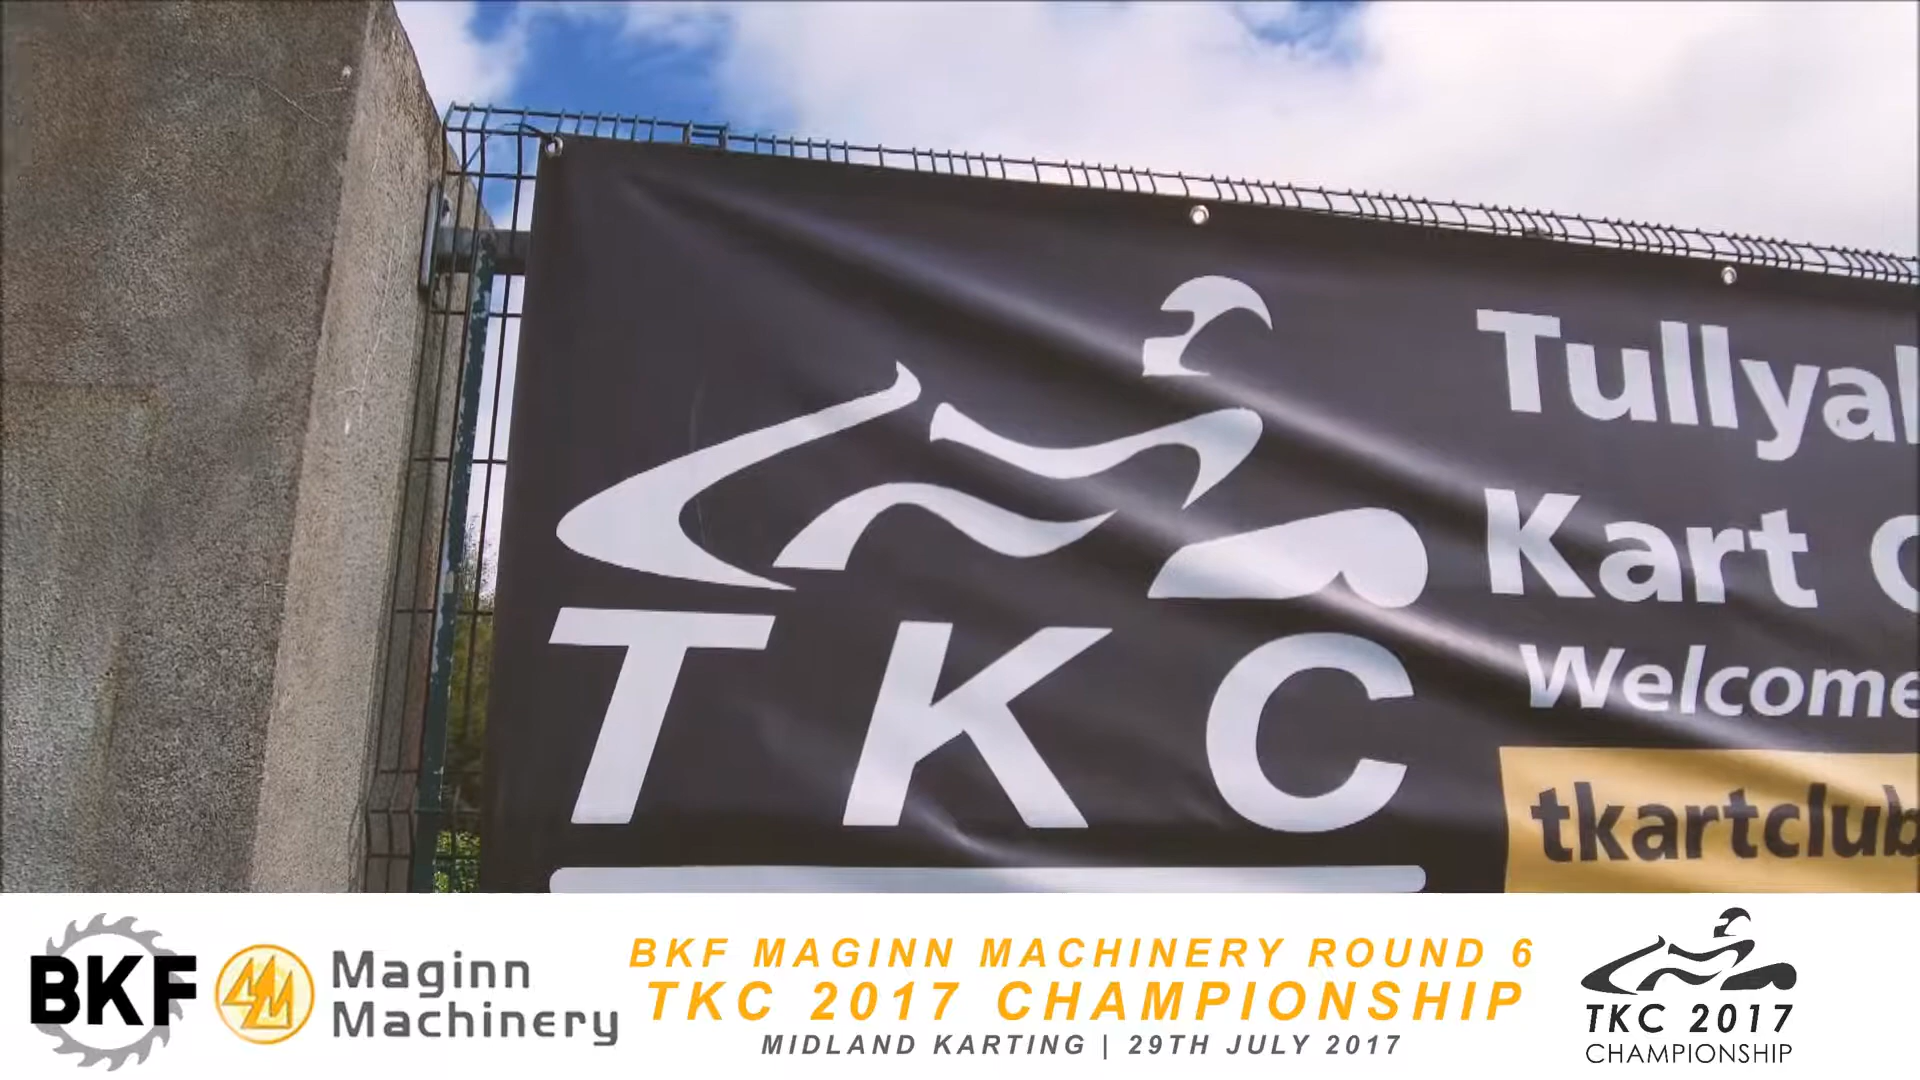 Tullyal
Kart C
Welcome
TKC
tkartclub
BKF
Maginn
Machinery
BKF MAGINN MACHINERY ROUND 6
TKC 2017 CHAMPIONSHIP
MIDLAND KARTING | 29TH JULY 2017
TKC 2017
CHAMPIONSHIP